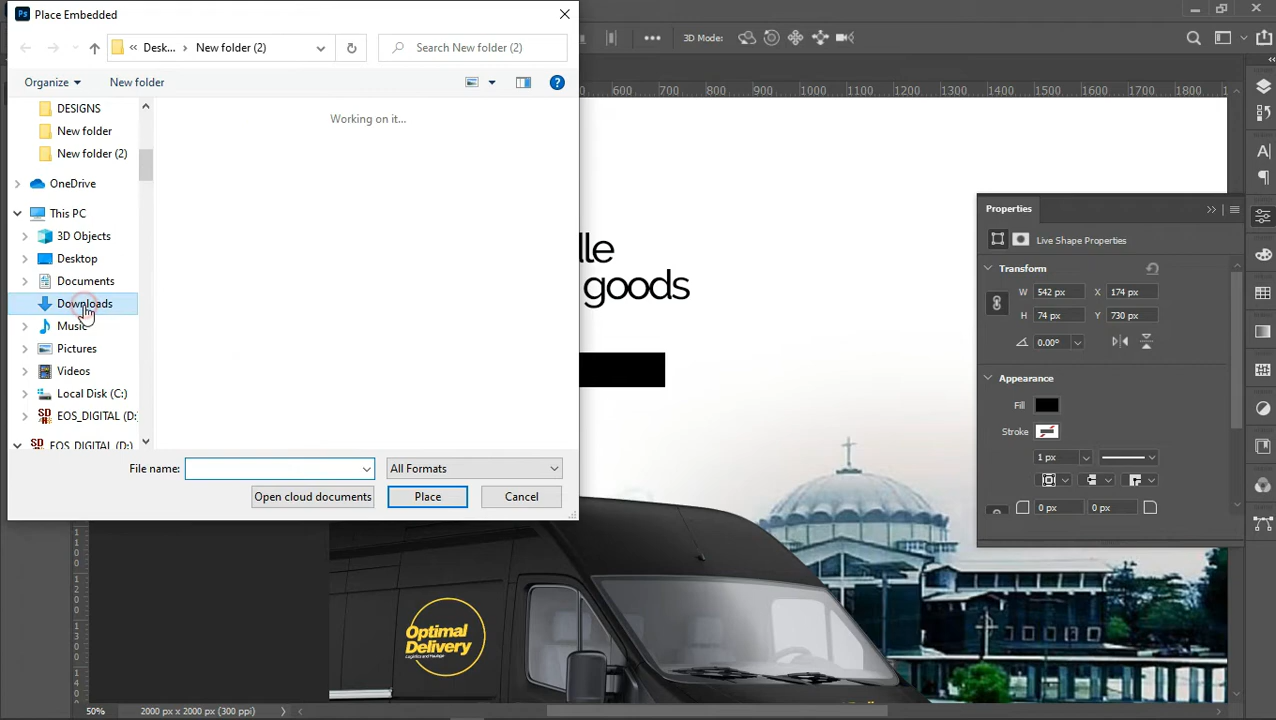 Ps Place Embedded
Desk... New folder (2)
Search New folder (2)
Organize New folder
DESIGNS
New folder
New folder (2)
OneDrive
This PC
3D Objects
Desktop
Documents
Downloads
Music
Pictures
Videos
Local Disk (C:)
EOS_DIGITAL (D:
EOS_DIGITAL (D:)
Working on it...
File name:
All Formats
Open cloud documents Place Cancel
3D Mode:
600 700 800 900 1000 1100 1200 1300 1400 1500 1600 1700 1800
lle
goods
Properties
Live Shape Properties
Transform
W 542 px X 174 px
H 74 px Y 730 px
0.00°
Appearance
Fill
Stroke
1 px
0 px 0 px
Optimal
Delivery
Logistics and Haulage
50% 2000 px x 2000 px (300 ppi)